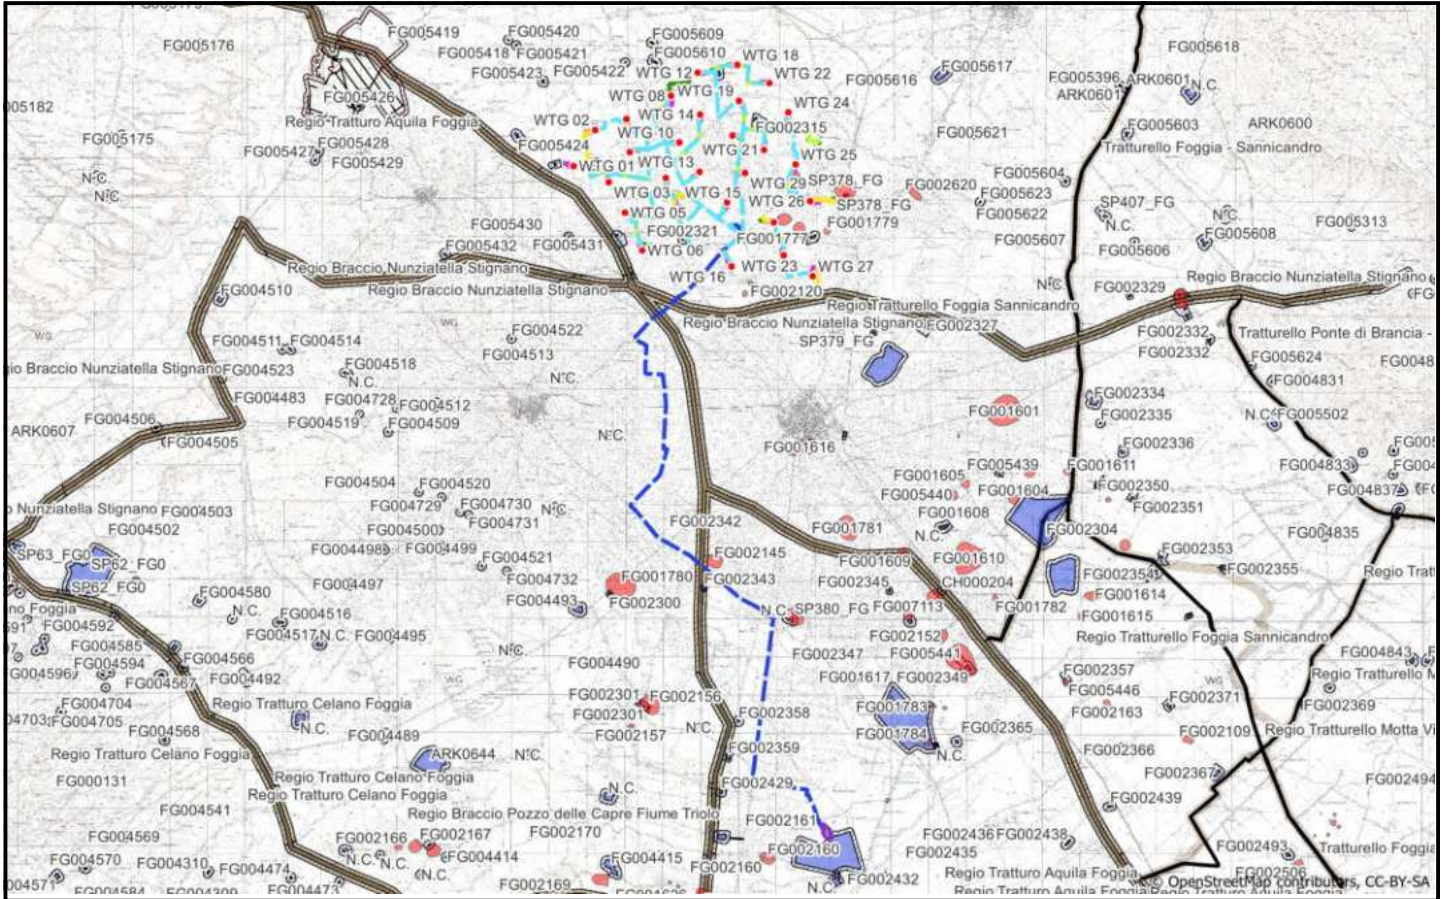 FG005419
FG005420
FG005609
FG005176
FG005418
FG005421
FG005610
WTG 18
FG005618
FG005423
FG005422
WTG 12
WTG 22
FG005616
FG005617
FG005396
ARK0601
N.C.
ARK0601
FG005426
WTG 08
WTG 19
WTG 24
05182
Regio Tratturo Aquila Foggia
WTG 02
WTG 14
FG002315
FG005621
FG005603
ARK0600
FG005175
FG005428
FG005427
FG005429
FG005424
WTG 10
WTG 21
WTG 25
Tratturello Foggia - Sannicandro
WTG 01
WTG 13
N.C.
N.C.
WTG 03
WTG 15
WTG 29
SP378_FG
FG002620
FG005604
FG005623
WTG 05
WTG 26
SP378_FG
FG005622
SP407_FG
N.C.
N.C.
FG005313
FG005430
FG002321
FG001779
FG005432
FG005431
WTG 06
FG001777
FG005607
FG005606
FG005608
Regio Braccio Nunziatella Stignano
WTG 16
WTG 23
WTG 27
Regio Braccio Nunziatella Stignano
FG004510
Regio Braccio Nunziatella Stignano
FG002120
N.C.
FG002329
Regio Tratturello Foggia Sannicandro
WG
FG004522
Regio Braccio Nunziatella Stignano
FG002327
FG002332
Tratturello Ponte di Brancia -
FG004511
FG004514
FG004513
SP379_FG
FG002332
FG005624
FG0048
gio Braccio Nunziatella Stignano
FG004523
FG004518
N.C.
N.C.
FG004831
FG004483
FG004728
FG004512
FG002334
FG004506
FG004519
FG004509
FG001601
FG002335
N.C.
FG005502
ARK0607
FG004505
N.C.
FG001616
FG002336
FG004504
FG004520
FG001605
FG005439
FG001611
FG004833
FG004729
FG004730
N.C.
FG005440
FG001604
FG002350
FG004837
Nunziatella Stignano
FG004503
FG004731
FG001608
FG002351
FG004502
FG004500
FG002342
FG001781
N.C.
FG002304
FG004835
SP63_FG0
SP62_FG0
FG004498
FG004499
FG004521
FG002145
FG001609
FG001610
FG002353
SP62_FG0
FG004497
FG004732
FG001780
FG002343
FG002345
CH000204
FG002354
FG002355
Regio Trat
FG004580
FG004493
FG002300
N.C.
SP380_FG
FG007113
FG001782
FG001614
FG001615
N.C.
FG004516
FG004592
FG004517
N.C.
FG004495
FG002152
Regio Tratturello Foggia Sannicandro
FG004585
FG004566
N.C.
FG002347
FG005441
FG004843
FG004594
FG004567
FG004492
FG004490
FG001617
FG002349
FG002357
Regio Tratturello M
FG004704
Regio Tratturo Celano Foggia
FG002301
FG002156
FG005446
FG002371
FG004705
FG002301
FG002358
FG001783
FG002365
FG002163
FG002369
FG004568
N.C.
FG004489
FG002157
N.C.
FG001784
FG002109
Regio Tratturello Motta Vi
Regio Tratturo Celano Foggia
ARK0644
N.C.
FG002359
N.C.
FG002366
FG000131
Regio Tratturo Celano Foggia
FG002429
FG002367
FG002494
Regio Tratturo Celano Foggia
N.C.
FG004541
Regio Braccio Pozzo delle Capre Fiume Triolo
FG002439
FG004569
FG002166
FG002167
FG002170
FG002161
FG002436
FG002438
FG004570
FG004310
N.C.
N.C.
FG004414
FG004415
FG002160
FG002160
FG002435
FG002493
Tratturello Foggia
FG004474
N.C.
FG002169
FG002432
Regio Tratturo Aquila Foggia
FG002506
N.C.
© OpenStreetMap contributors, CC-BY-SA